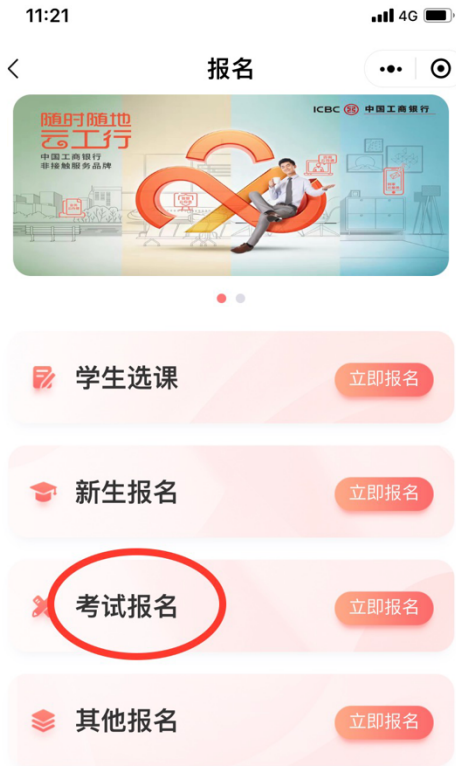 11:21
4G
报名
随时随地
云工行
中国工商银行
非接触服务品牌
ICBC 中国工商银行
学生选课
立即报名
新生报名
立即报名
考试报名
立即报名
其他报名
立即报名